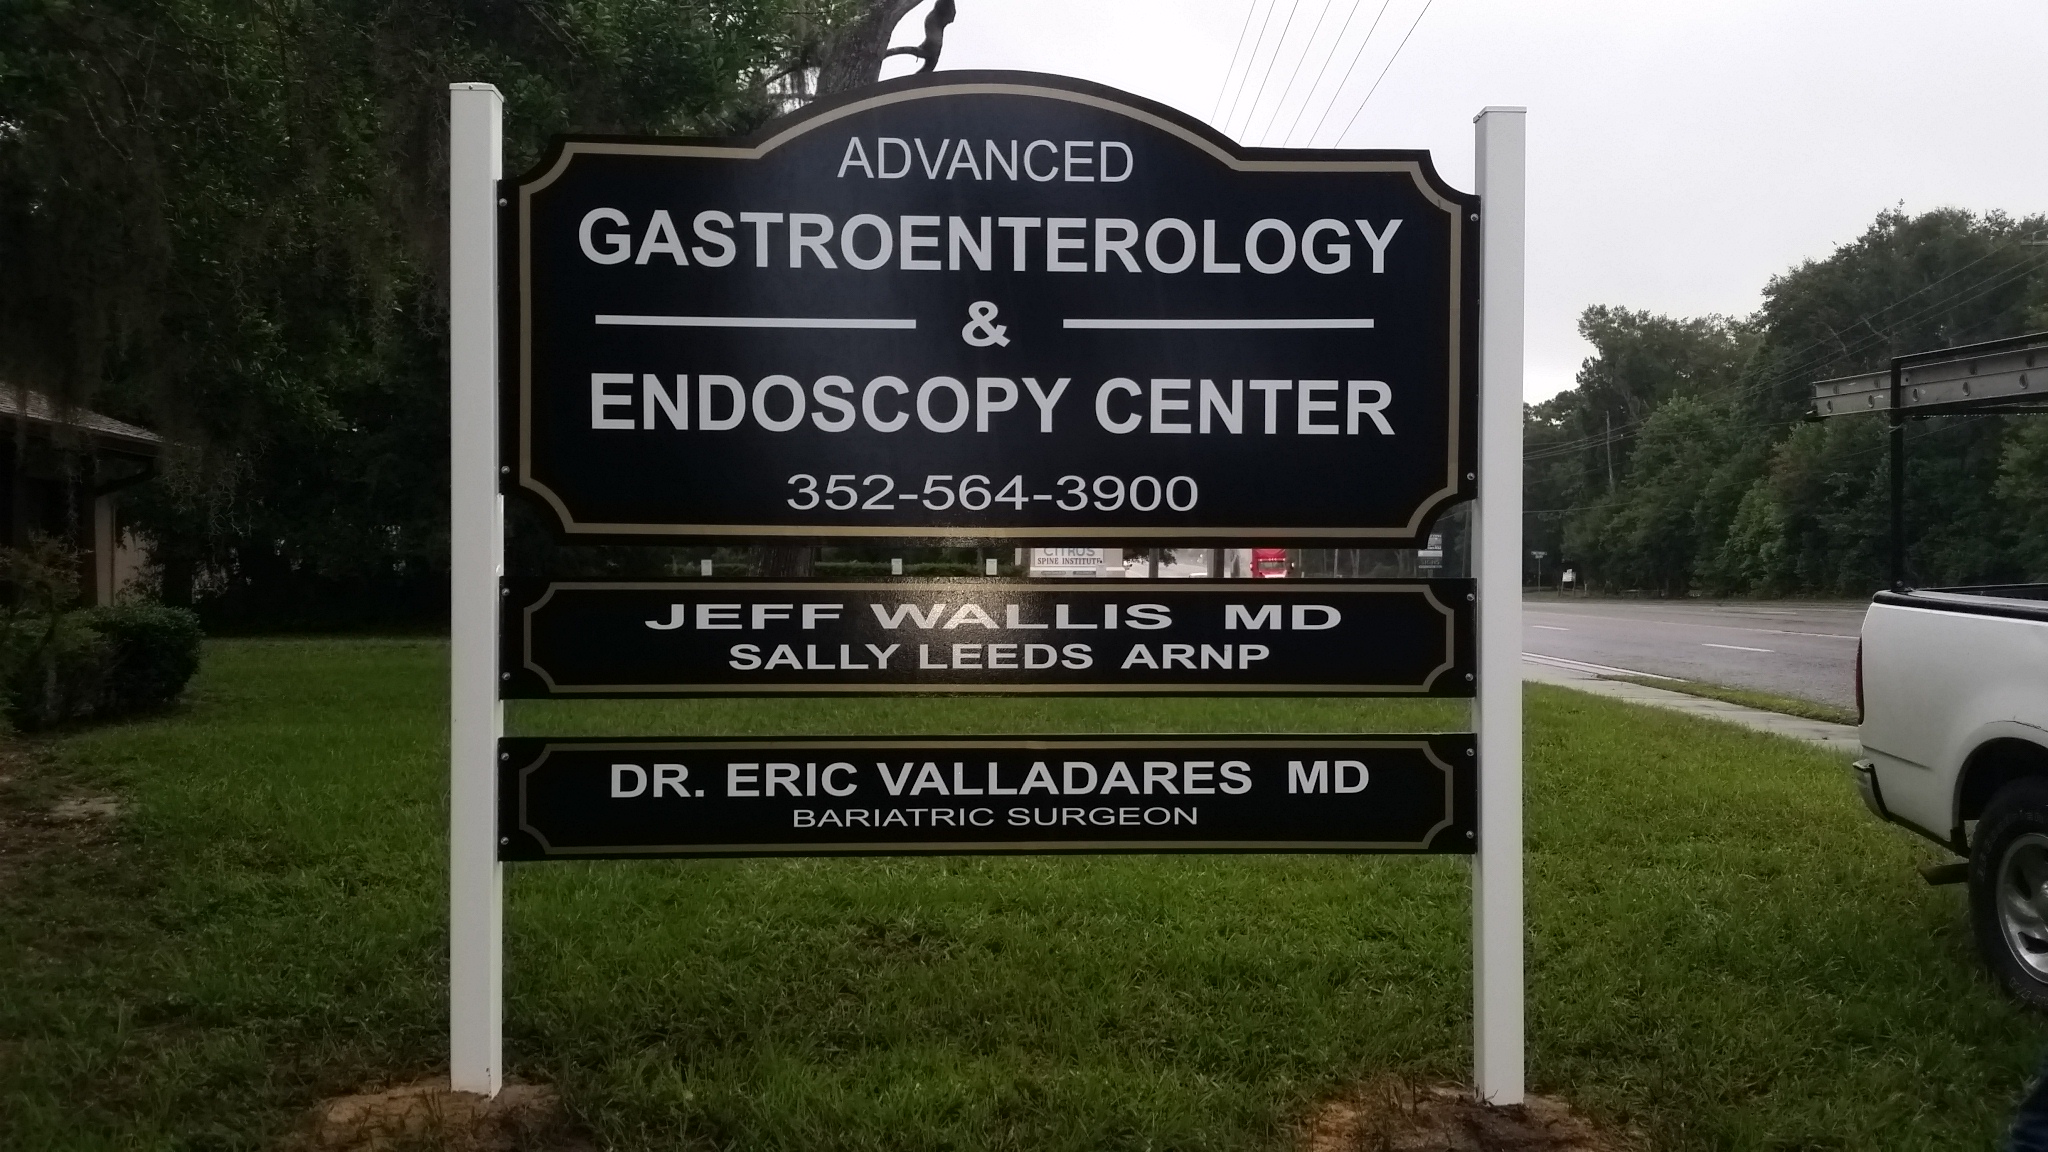 ADVANCED
GASTROENTEROLOGY
&
ENDOSCOPY CENTER
352-564-3900
CITRUS
SPINE INSTITUTE
JEFF WALLIS MD
SALLY LEEDS ARNP
DR. ERIC VALLADARES MD
BARIATRIC SURGEON